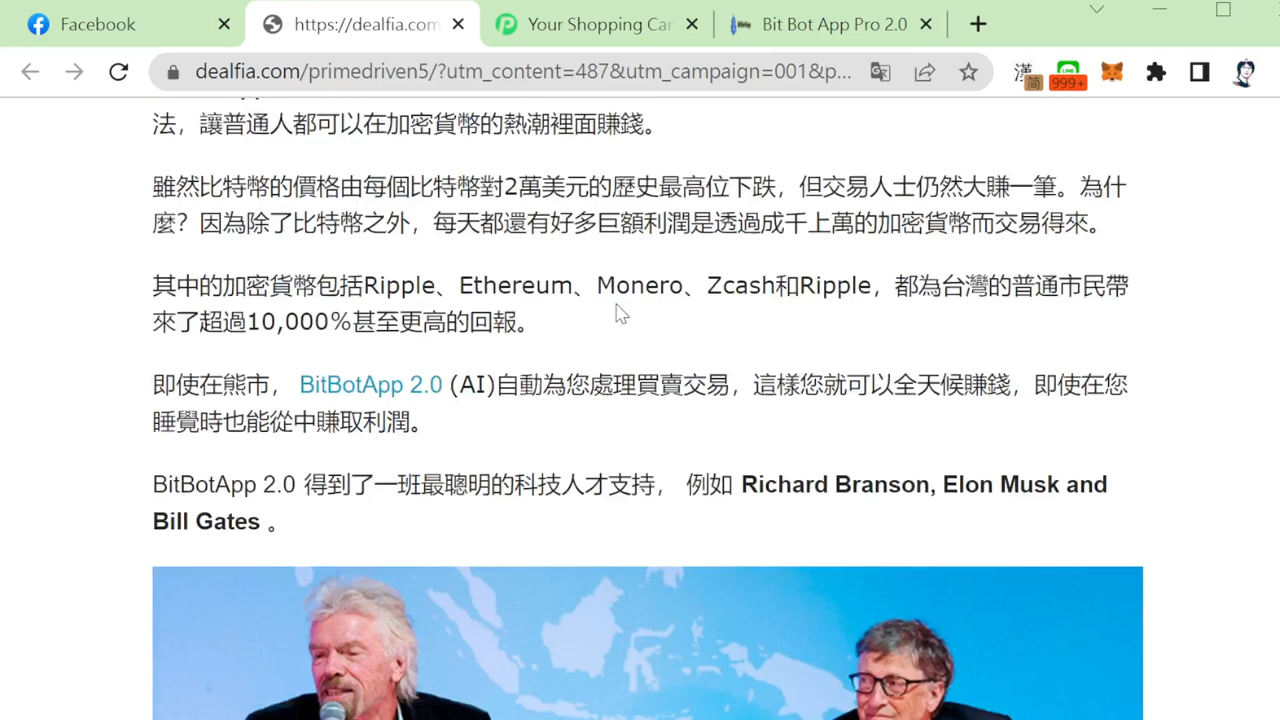 Facebook
https://dealfia.com
Your Shopping Car
Bit Bot App Pro 2.0
dealfia.com/primedriven5/?utm_content=487&utm_campaign=001&p...
漢
简
999+
法，讓普通人都可以在加密貨幣的熱潮裡面賺錢。
雖然比特幣的價格由每個比特幣對2萬美元的歷史最高位下跌，但交易人士仍然大賺一筆。為什
麼？因為除了比特幣之外，每天都還有好多巨額利潤是透過成千上萬的加密貨幣而交易得來。
其中的加密貨幣包括Ripple、Ethereum、Monero、Zcash和Ripple，都為台灣的普通市民帶
來了超過10,000%甚至更高的回報。
即使在熊市， BitBotApp 2.0 (AI)自動為您處理買賣交易，這樣您就可以全天候賺錢，即使在您
睡覺時也能從中賺取利潤。
BitBotApp 2.0 得到了一班最聰明的科技人才支持， 例如 Richard Branson, Elon Musk and
Bill Gates 。